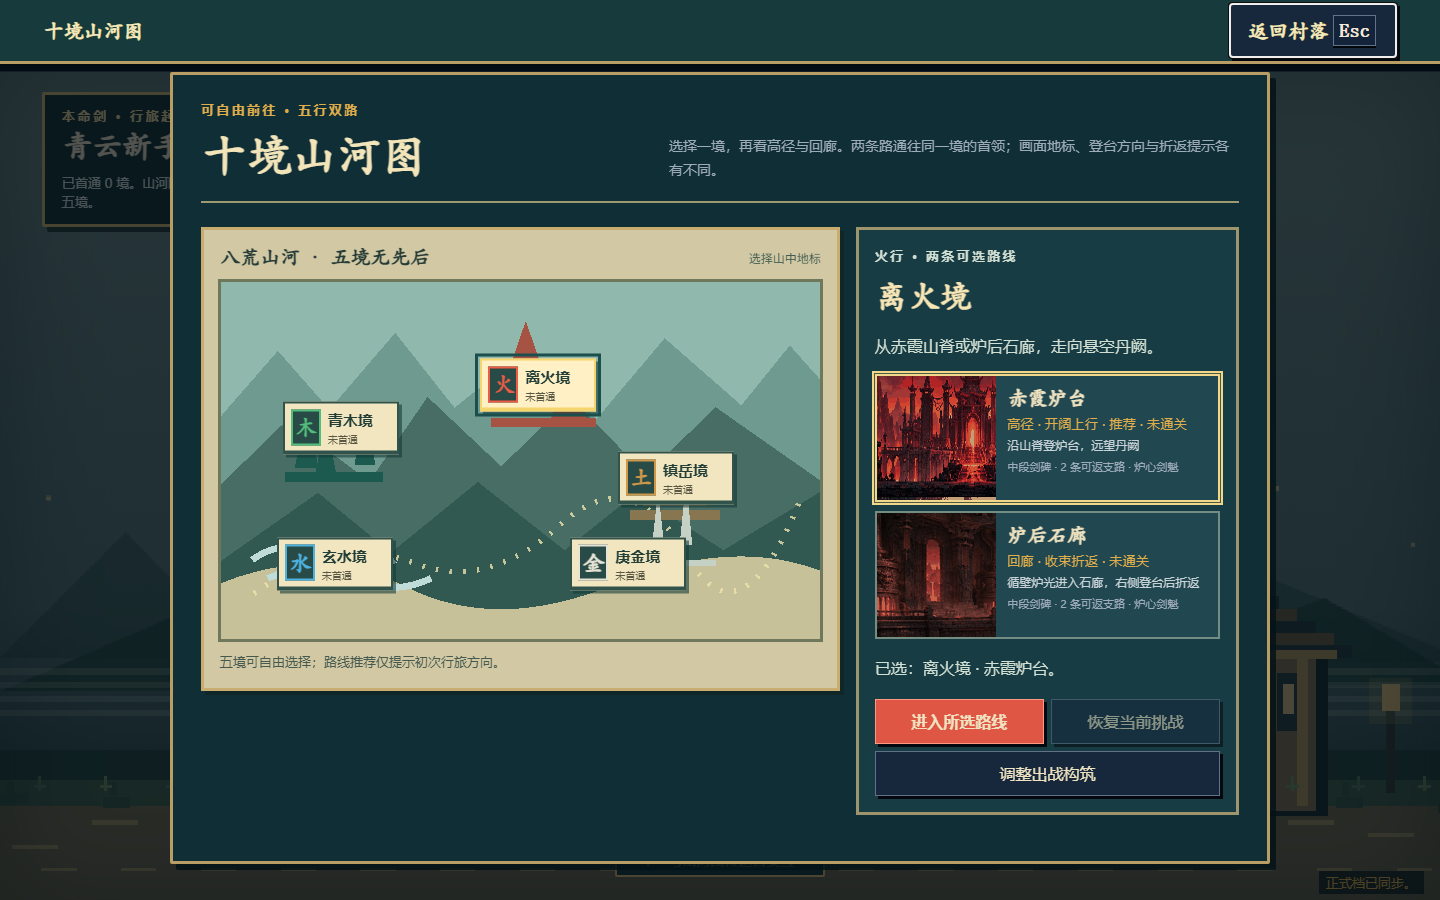 十境山河图
返回村落 Esc
本命剑 • 行旅起
青云新手
已首通 0 境。山河
五境。
可自由前往 • 五行双路
十境山河图
选择一境，再看高径与回廊。两条路通往同一境的首领；画面地标、登台方向与折返提示各
有不同。
八荒山河 · 五境无先后
选择山中地标
火
离火境
未首通
木
青木境
未首通
土
镇岳境
未首通
水
玄水境
未首通
金
庚金境
未首通
五境可自由选择；路线推荐仅提示初次行旅方向。
火行 • 两条可选路线
离火境
从赤霞山脊或炉后石廊，走向悬空丹阙。
赤霞炉台
高径 · 开阔上行 · 推荐 · 未通关
沿山脊登炉台，远望丹阙
中段剑碑 · 2 条可返支路 · 炉心剑魁
炉后石廊
回廊 · 收束折返 · 未通关
循壁炉光进入石廊，右侧登台后折返
中段剑碑 · 2 条可返支路 · 炉心剑魁
已选：离火境 · 赤霞炉台。
进入所选路线
恢复当前挑战
调整出战构筑
正式档已同步。